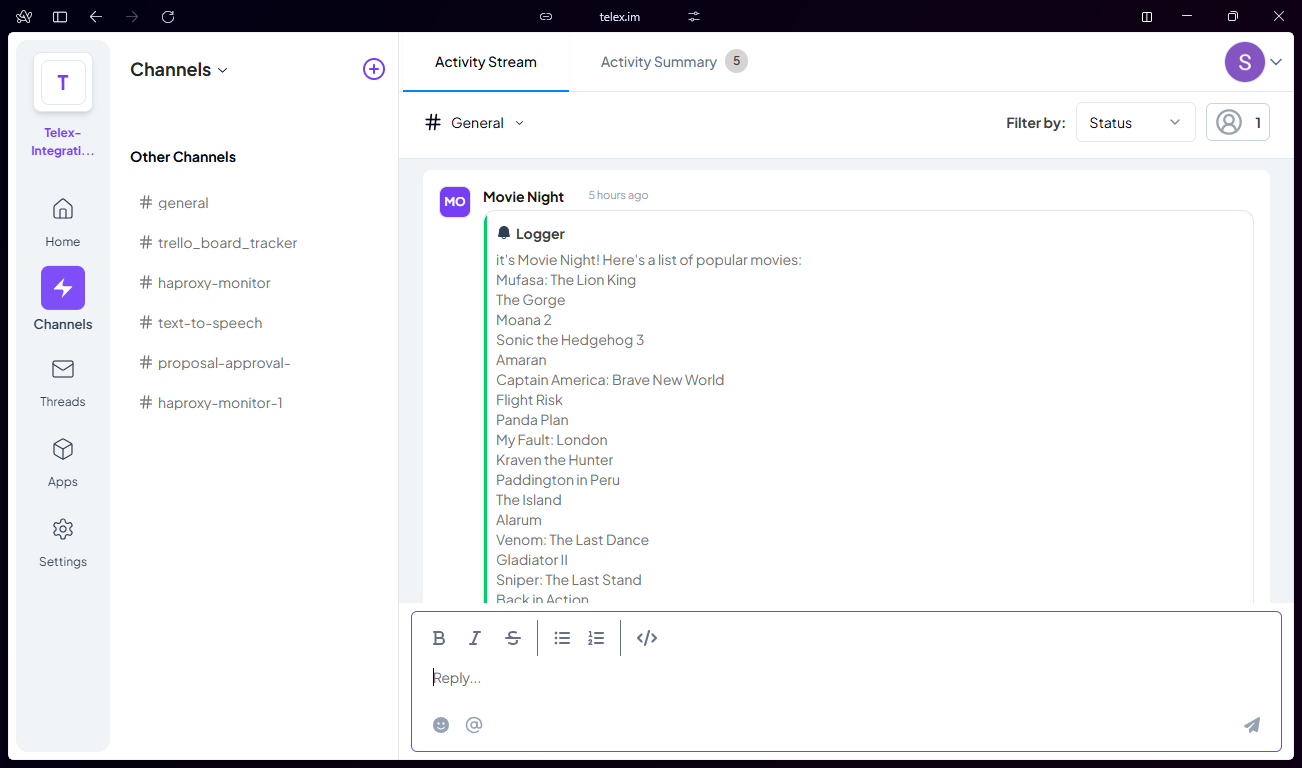 telex.im
T
Telex-
Integrati...
Home
Channels
Threads
Apps
Settings
Channels
Other Channels
# general
# trello_board_tracker
# haproxy-monitor
# text-to-speech
# proposal-approval-
# haproxy-monitor-1
Activity Stream
Activity Summary 5
S
# General
Filter by:
Status
1
MO
Movie Night 5 hours ago
Logger
it's Movie Night! Here's a list of popular movies:
Mufasa: The Lion King
The Gorge
Moana 2
Sonic the Hedgehog 3
Amaran
Captain America: Brave New World
Flight Risk
Panda Plan
My Fault: London
Kraven the Hunter
Paddington in Peru
The Island
Alarum
Venom: The Last Dance
Gladiator II
Sniper: The Last Stand
Back in Action
B I S </>
Reply...
@